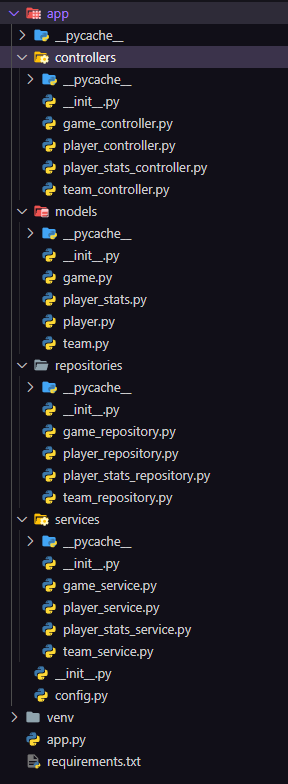 app
__pycache__
controllers
__pycache__
__init__.py
game_controller.py
player_controller.py
player_stats_controller.py
team_controller.py
models
__pycache__
__init__.py
game.py
player_stats.py
player.py
team.py
repositories
__pycache__
__init__.py
game_repository.py
player_repository.py
player_stats_repository.py
team_repository.py
services
__pycache__
__init__.py
game_service.py
player_service.py
player_stats_service.py
team_service.py
__init__.py
config.py
venv
app.py
requirements.txt